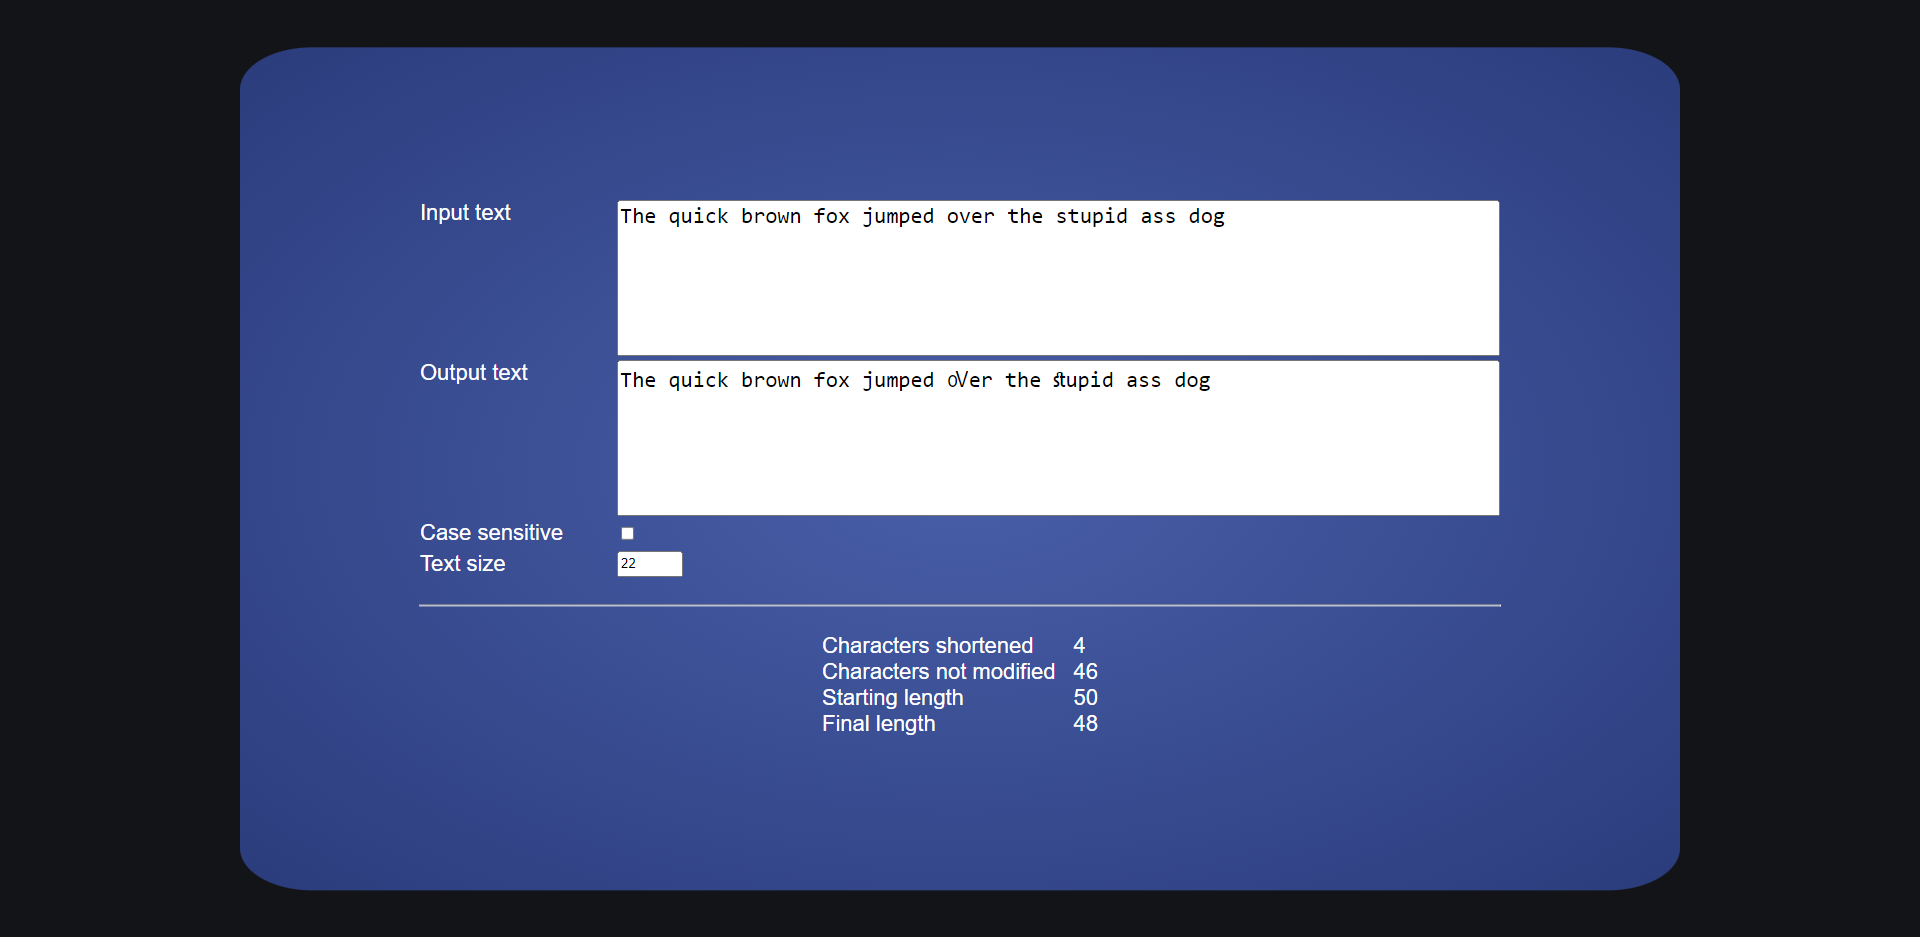 Input text
The quick brown fox jumped over the stupid ass dog
Output text
The quick brown fox jumped ㏒er the stupid ass dog
Case sensitive
Text size
22
Characters shortened 4
Characters not modified 46
Starting length 50
Final length 48